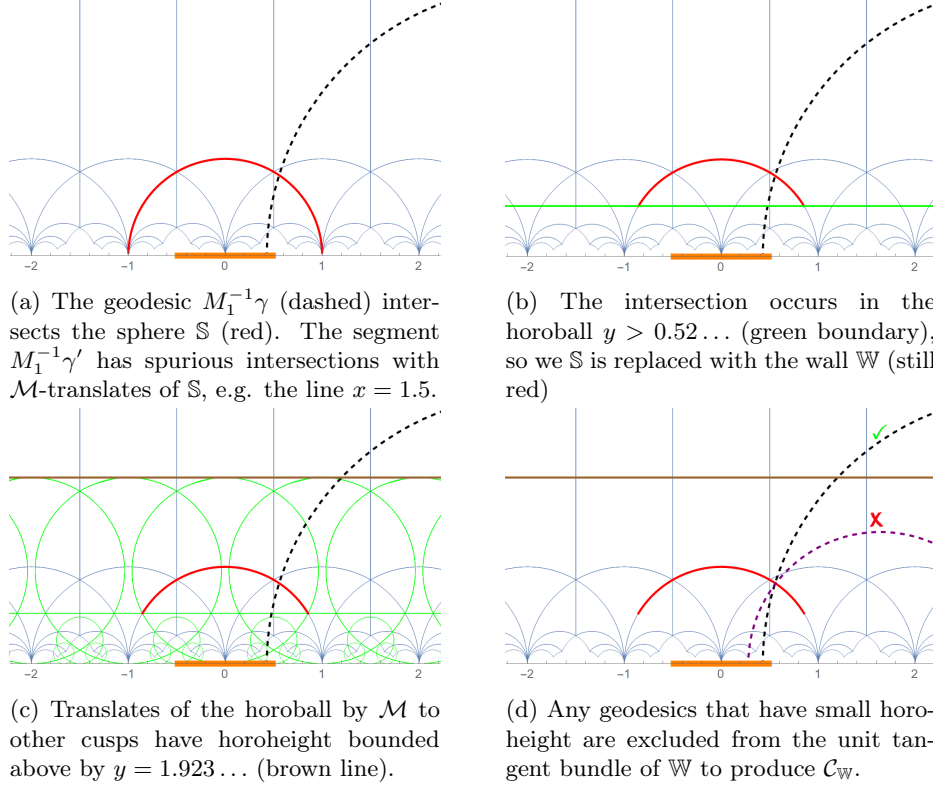 −2 −1 0 1 2
−2 −1 0 1 2
(a) The geodesic M₁⁻¹γ (dashed) inter-
sects the sphere 𝕊 (red). The segment
M₁⁻¹γ′ has spurious intersections with
ℳ-translates of 𝕊, e.g. the line x = 1.5.
(b) The intersection occurs in the
horoball y > 0.52... (green boundary),
so we 𝕊 is replaced with the wall 𝕎 (still
red)
✓
X
−2 −1 0 1 2
−2 −1 0 1 2
(c) Translates of the horoball by ℳ to
other cusps have horoheight bounded
above by y = 1.923... (brown line).
(d) Any geodesics that have small horo-
height are excluded from the unit tan-
gent bundle of 𝕎 to produce 𝒞_𝕎.